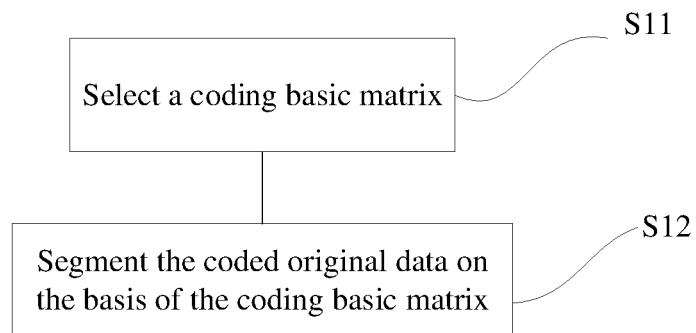 S11
Select a coding basic matrix
S12
Segment the coded original data on
the basis of the coding basic matrix